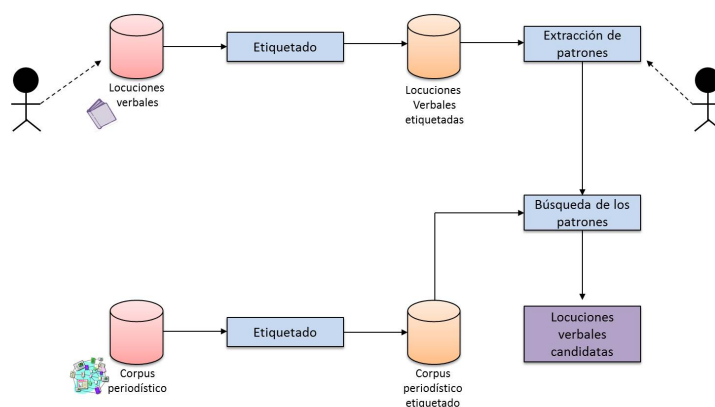 Etiquetado
Extracción de
patrones
Locuciones
verbales
Locuciones
Verbales
etiquetadas
Búsqueda de los
patrones
Etiquetado
Locuciones
verbales
candidatas
Corpus
periodístico
Corpus
periodístico
etiquetado